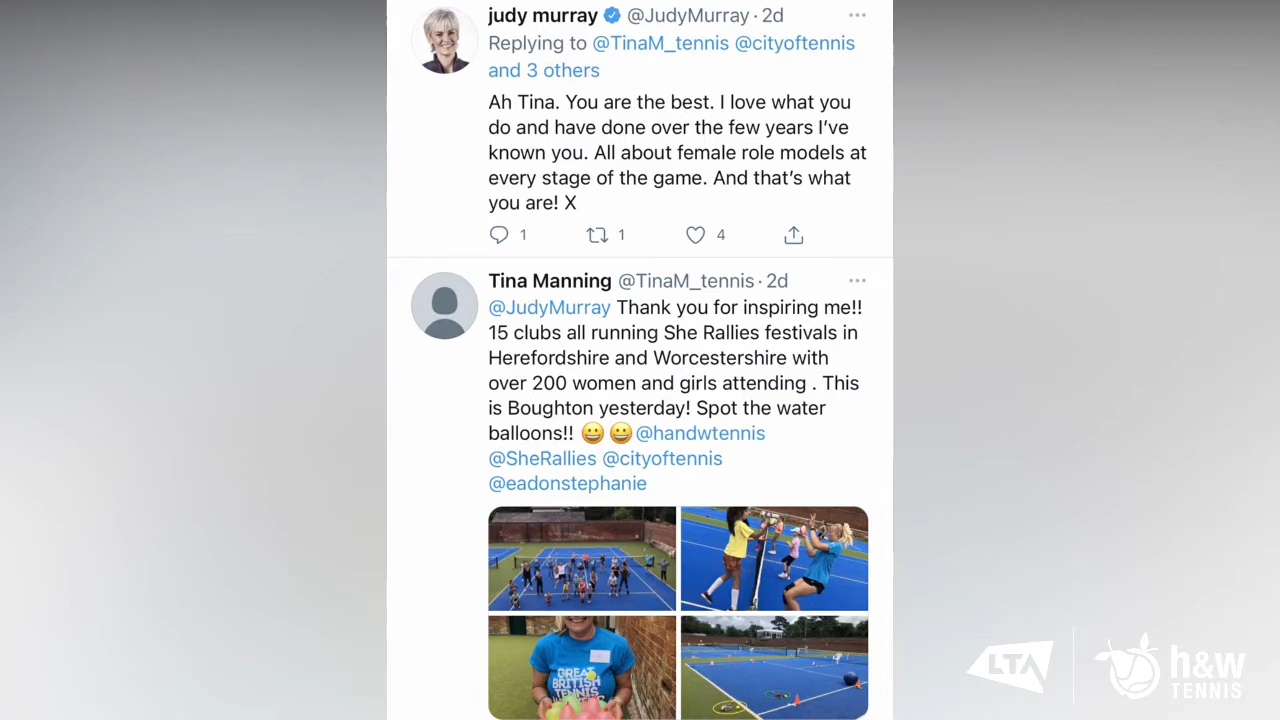 judy murray @JudyMurray · 2d
Replying to @TinaM_tennis @cityoftennis
and 3 others
Ah Tina. You are the best. I love what you
do and have done over the few years I’ve
known you. All about female role models at
every stage of the game. And that’s what
you are! X
1 1 4
Tina Manning @TinaM_tennis · 2d
@JudyMurray Thank you for inspiring me!!
15 clubs all running She Rallies festivals in
Herefordshire and Worcestershire with
over 200 women and girls attending . This
is Boughton yesterday! Spot the water
balloons!! 😀 😀 @handwtennis
@SheRallies @cityoftennis
@eadonstephanie
GREAT
BRITISH
TENNIS
LTA
h&w
TENNIS